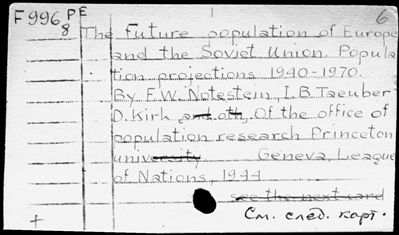 F996 PE 6
8 The future population of Europe
and the Soviet Union. Popula
tion projections 1940-1970.
By F.W. Notestein, I.B. Taeuber
D. Kirk and oth. Of the office of
population research Princeton
university Geneva, League
of Nations, 1944
see the next card
См. след. карт.
+